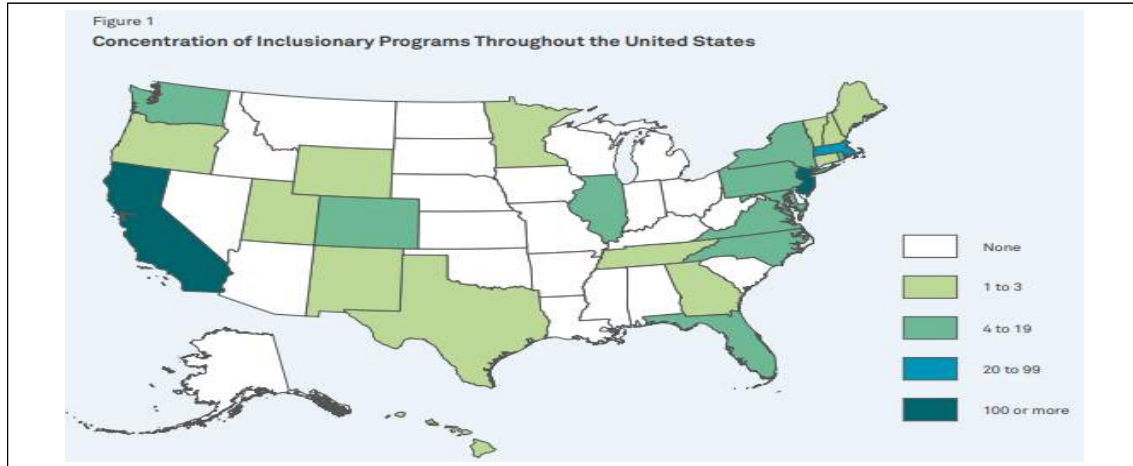 Figure 1
Concentration of Inclusionary Programs Throughout the United States
None
1 to 3
4 to 19
20 to 99
100 or more